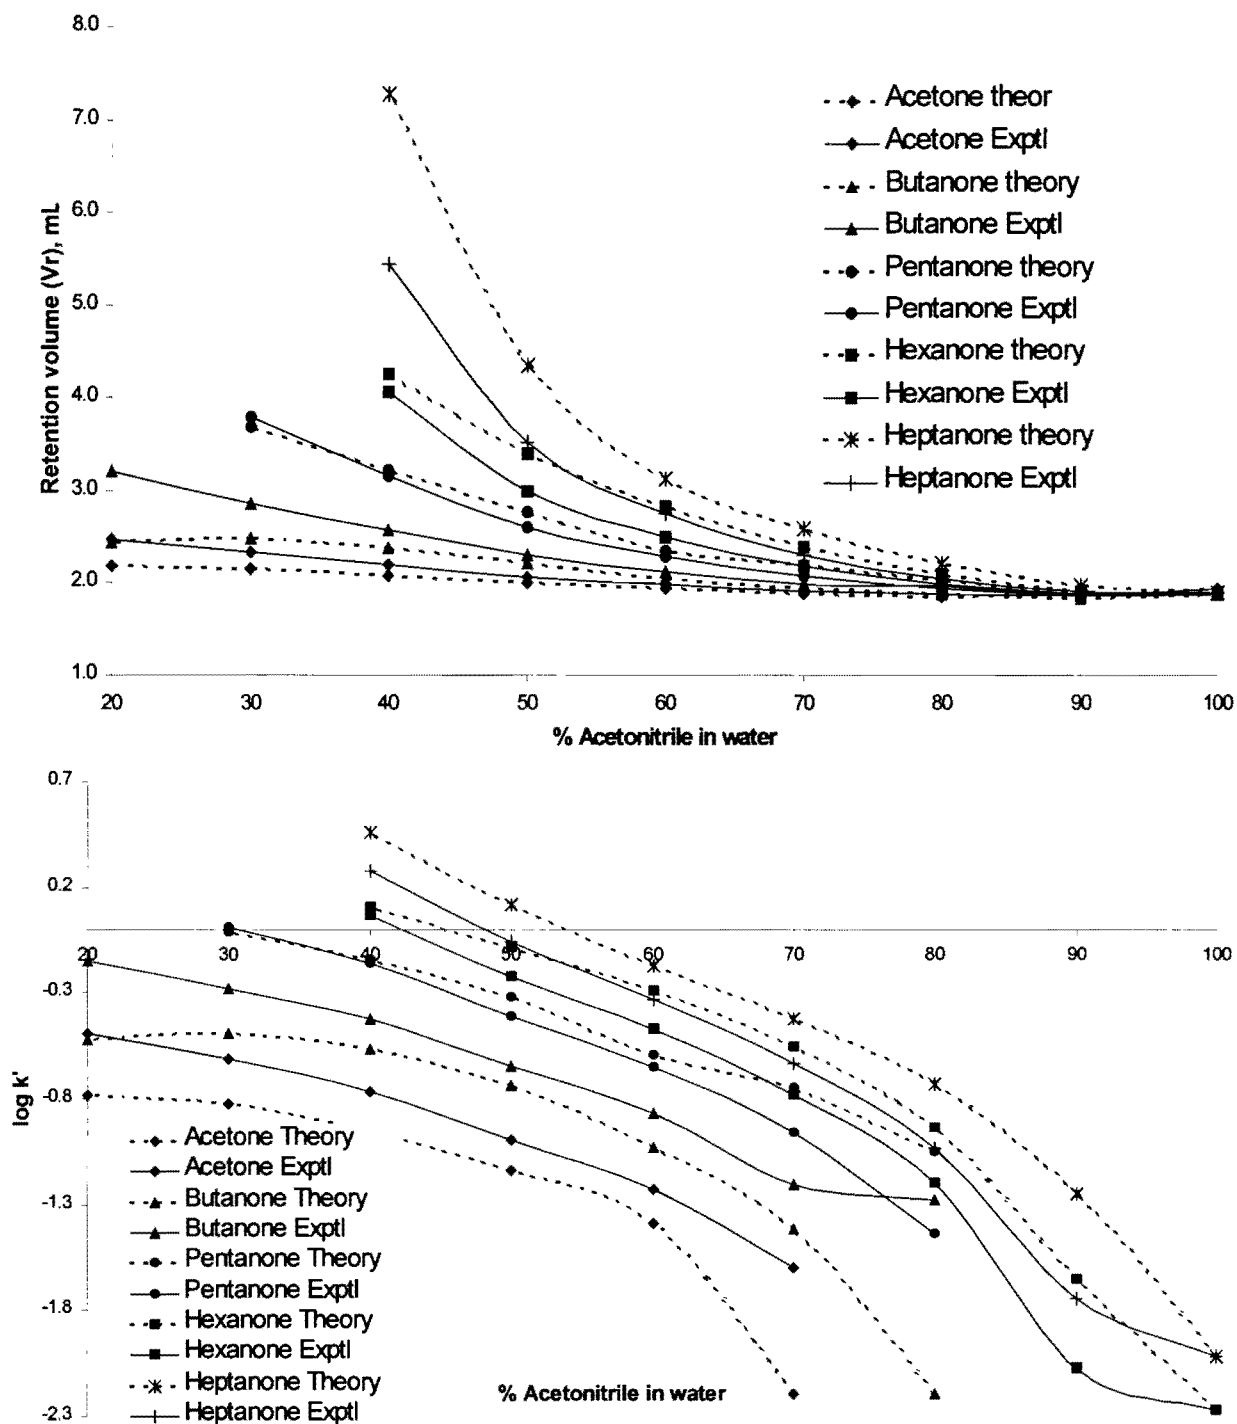 8.0
7.0
6.0
5.0
4.0
3.0
2.0
1.0
Retention volume (Vr), mL
Acetone theor
Acetone Exptl
Butanone theory
Butanone Exptl
Pentanone theory
Pentanone Exptl
Hexanone theory
Hexanone Exptl
Heptanone theory
Heptanone Exptl
20 30 40 50 60 70 80 90 100
% Acetonitrile in water
0.7
0.2
-0.3
-0.8
-1.3
-1.8
-2.3
log k'
20 30 40 50 60 70 80 90 100
Acetone Theory
Acetone Exptl
Butanone Theory
Butanone Exptl
Pentanone Theory
Pentanone Exptl
Hexanone Theory
Hexanone Exptl
Heptanone Theory
Heptanone Exptl
% Acetonitrile in water